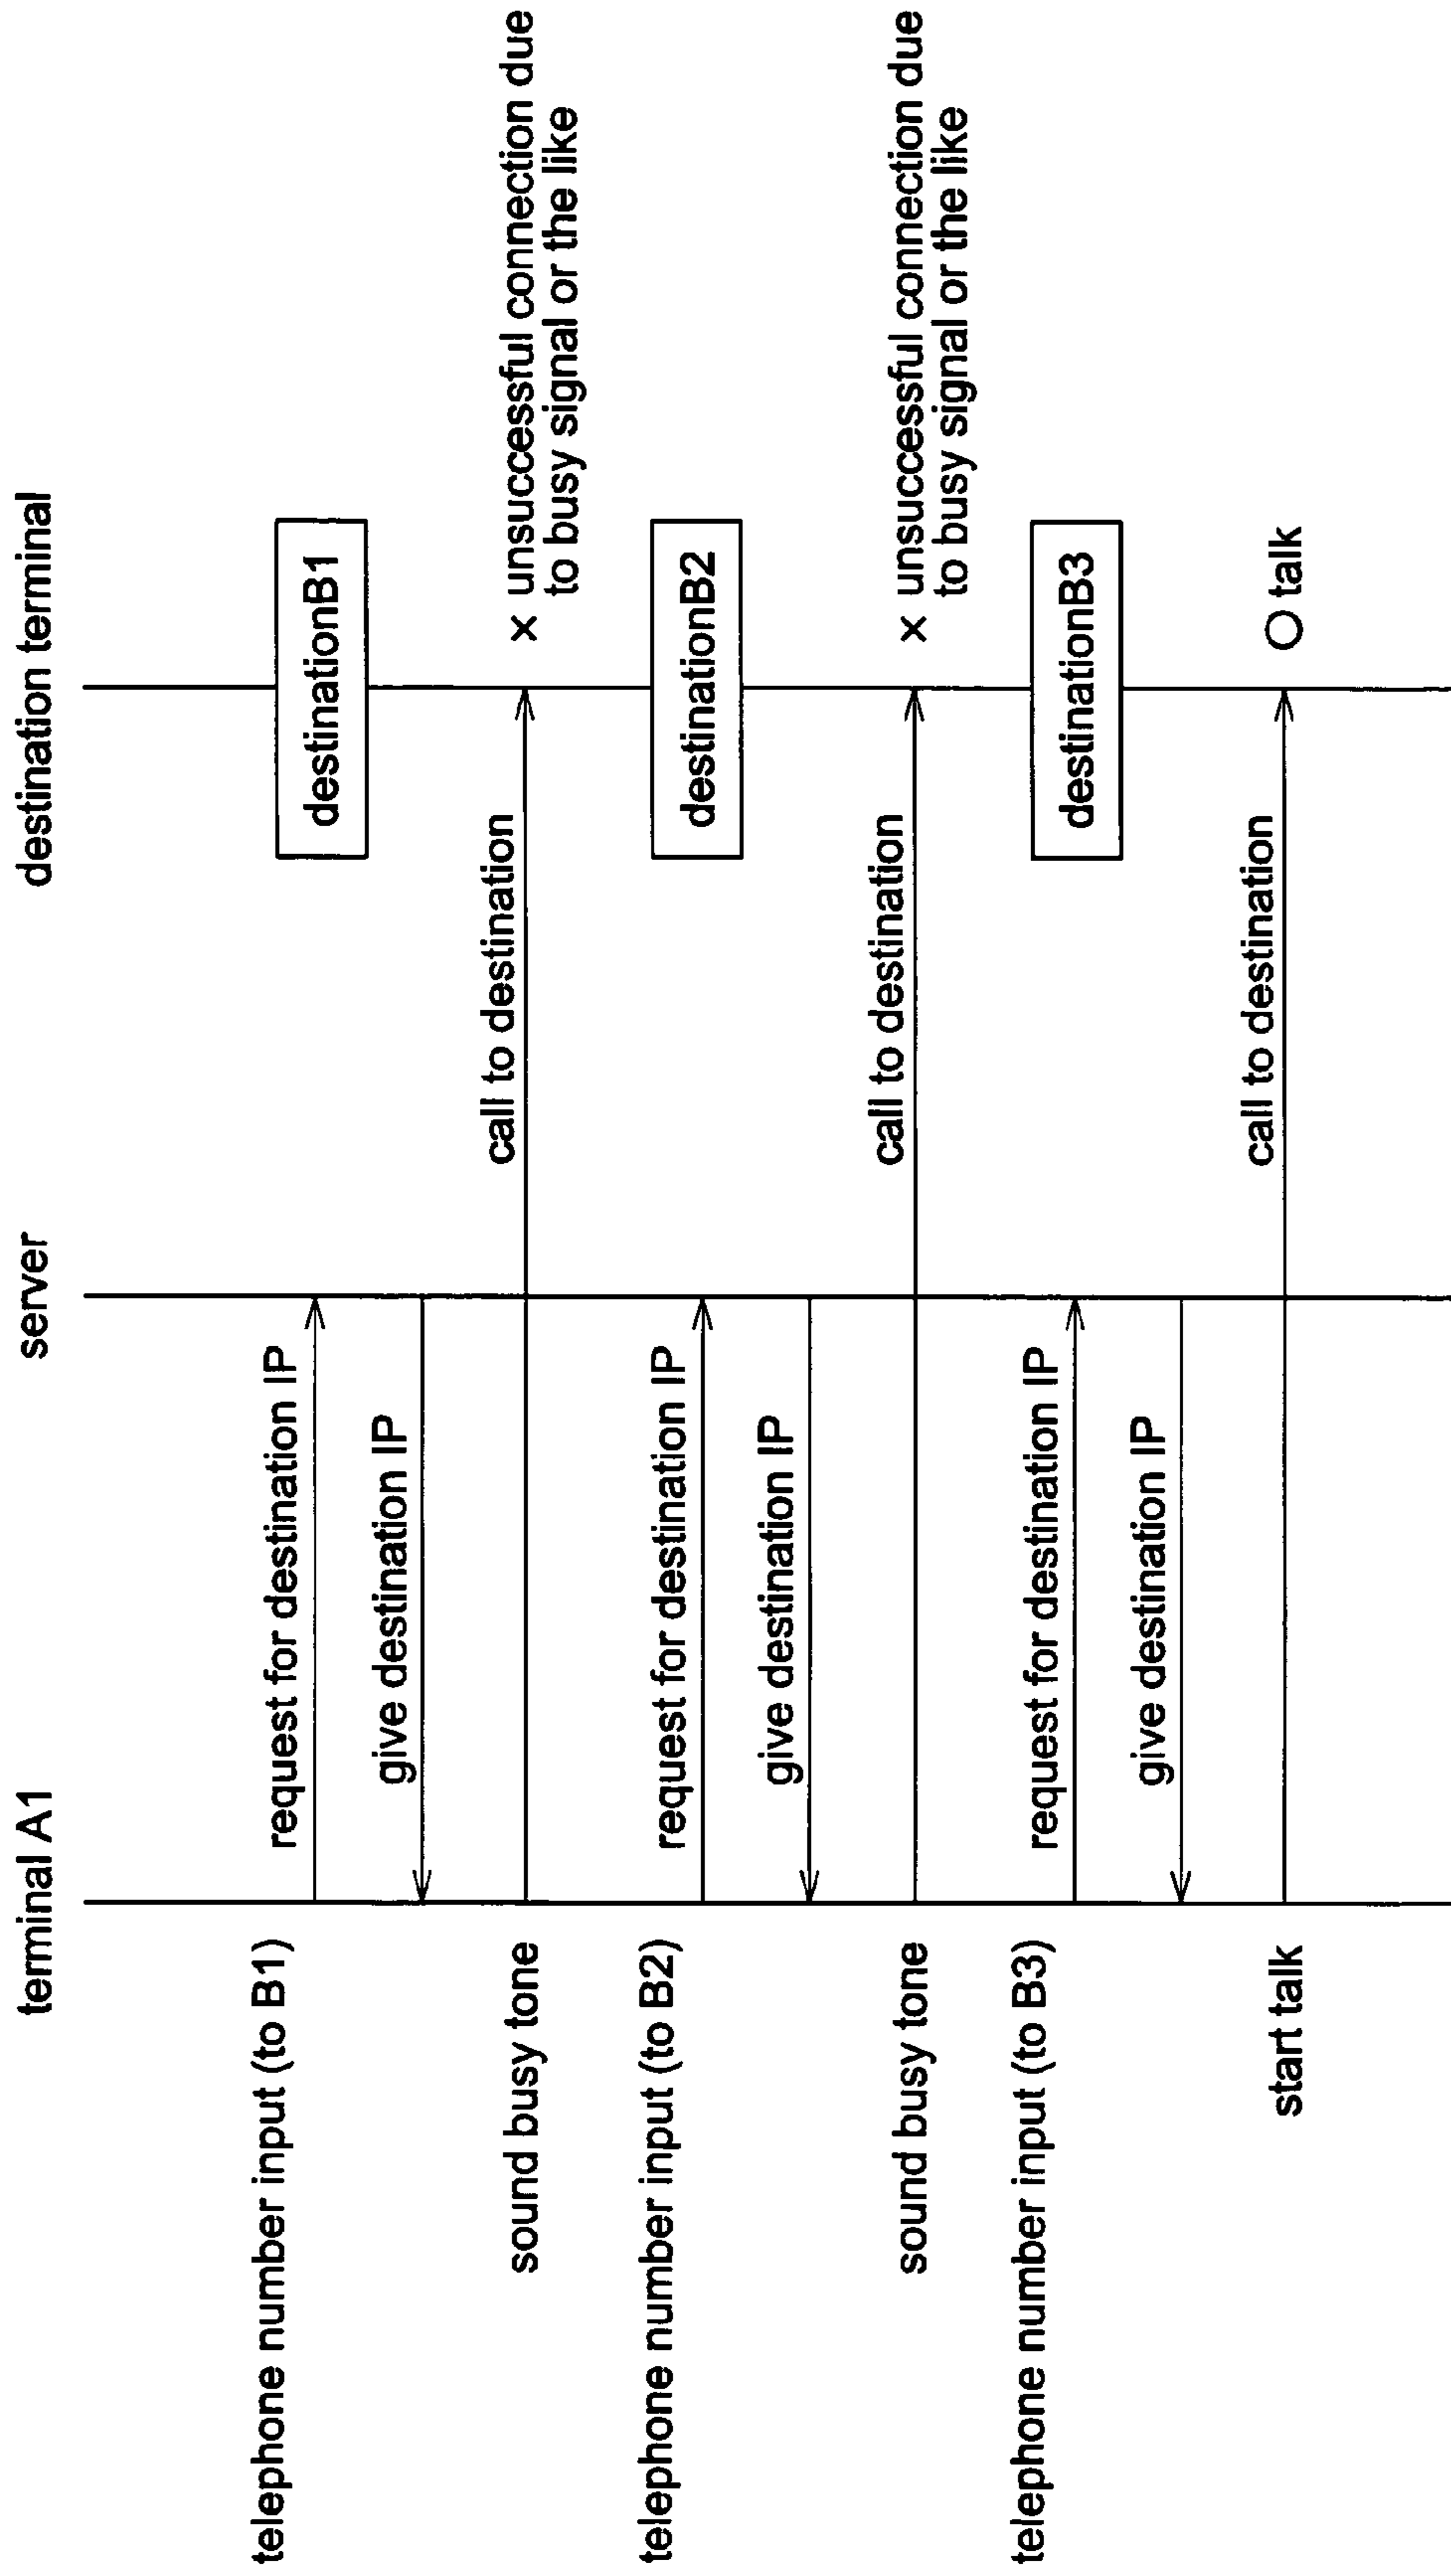 terminal A1
server
destination terminal
telephone number input (to B1)
request for destination IP
destinationB1
give destination IP
sound busy tone
call to destination
× unsuccessful connection due
to busy signal or the like
telephone number input (to B2)
request for destination IP
destinationB2
give destination IP
sound busy tone
call to destination
× unsuccessful connection due
to busy signal or the like
telephone number input (to B3)
request for destination IP
destinationB3
give destination IP
start talk
call to destination
○ talk